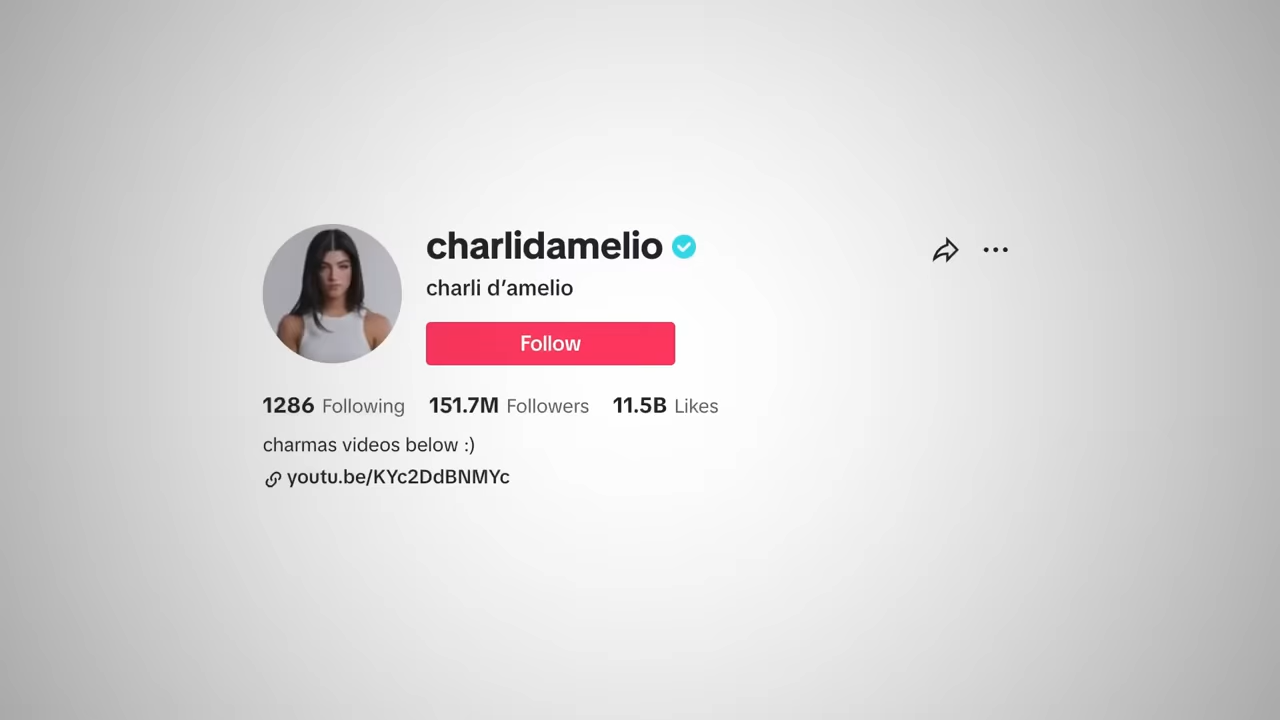 charlidamelio
charli d’amelio
Follow
1286 Following 151.7M Followers 11.5B Likes
charmas videos below :)
youtu.be/KYc2DdBNMYc